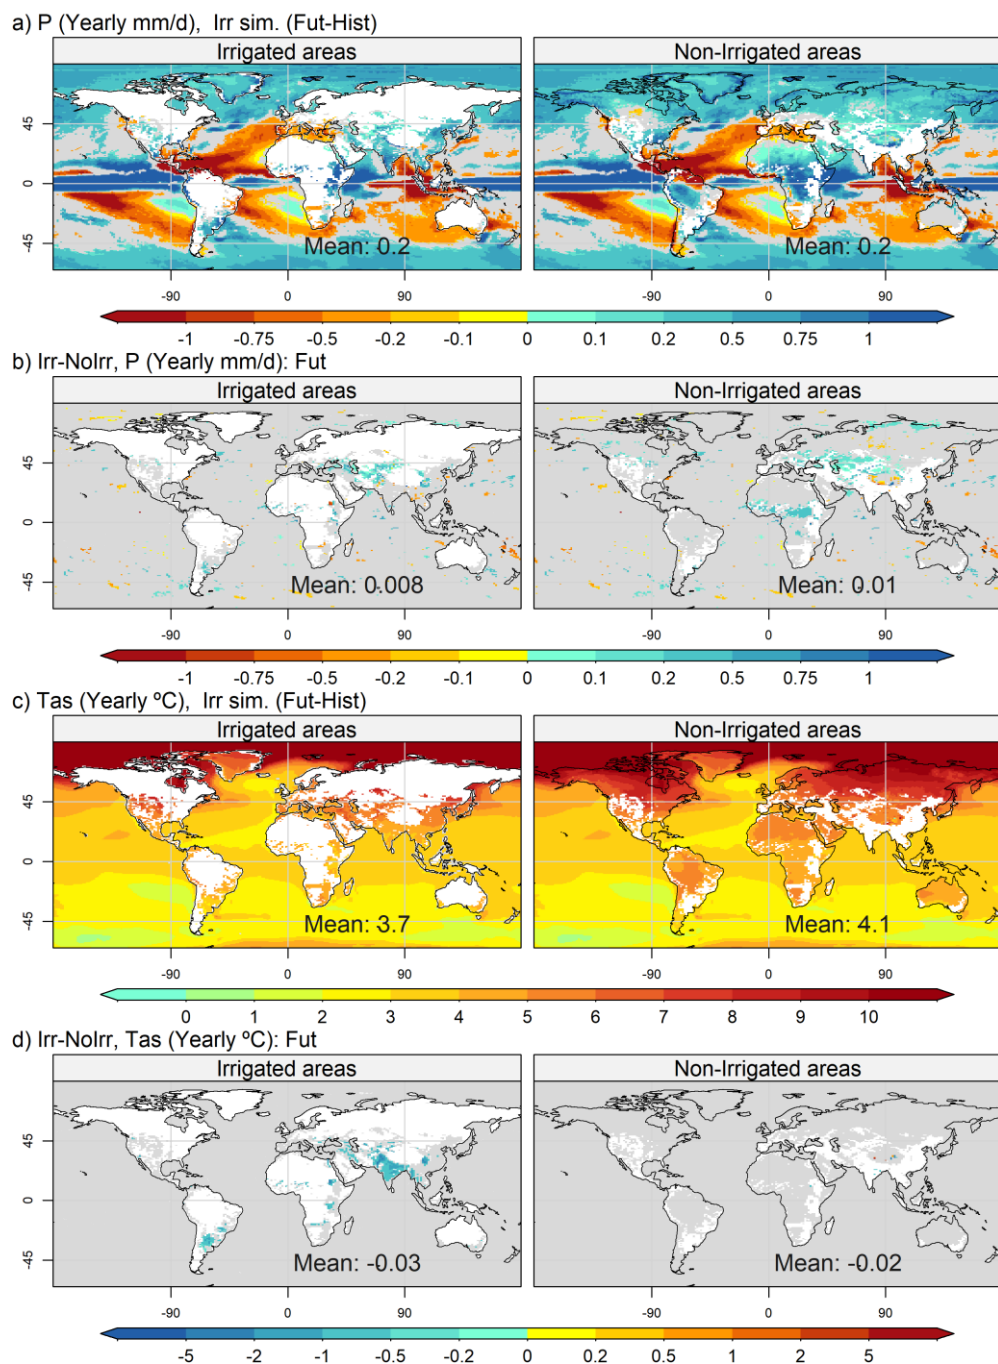 a) P (Yearly mm/d), Irr sim. (Fut-Hist)
Irrigated areas
Non-Irrigated areas
45
0
-45
Mean: 0.2
Mean: 0.2
-90 0 90 -90 0 90
-1 -0.75 -0.5 -0.2 -0.1 0 0.1 0.2 0.5 0.75 1
b) Irr-NoIrr, P (Yearly mm/d): Fut
Irrigated areas
Non-Irrigated areas
45
0
-45
Mean: 0.008
Mean: 0.01
-90 0 90 -90 0 90
-1 -0.75 -0.5 -0.2 -0.1 0 0.1 0.2 0.5 0.75 1
c) Tas (Yearly ºC), Irr sim. (Fut-Hist)
Irrigated areas
Non-Irrigated areas
45
0
-45
Mean: 3.7
Mean: 4.1
-90 0 90 -90 0 90
0 1 2 3 4 5 6 7 8 9 10
d) Irr-NoIrr, Tas (Yearly ºC): Fut
Irrigated areas
Non-Irrigated areas
45
0
-45
Mean: -0.03
Mean: -0.02
-90 0 90 -90 0 90
-5 -2 -1 -0.5 -0.2 0 0.2 0.5 1 2 5